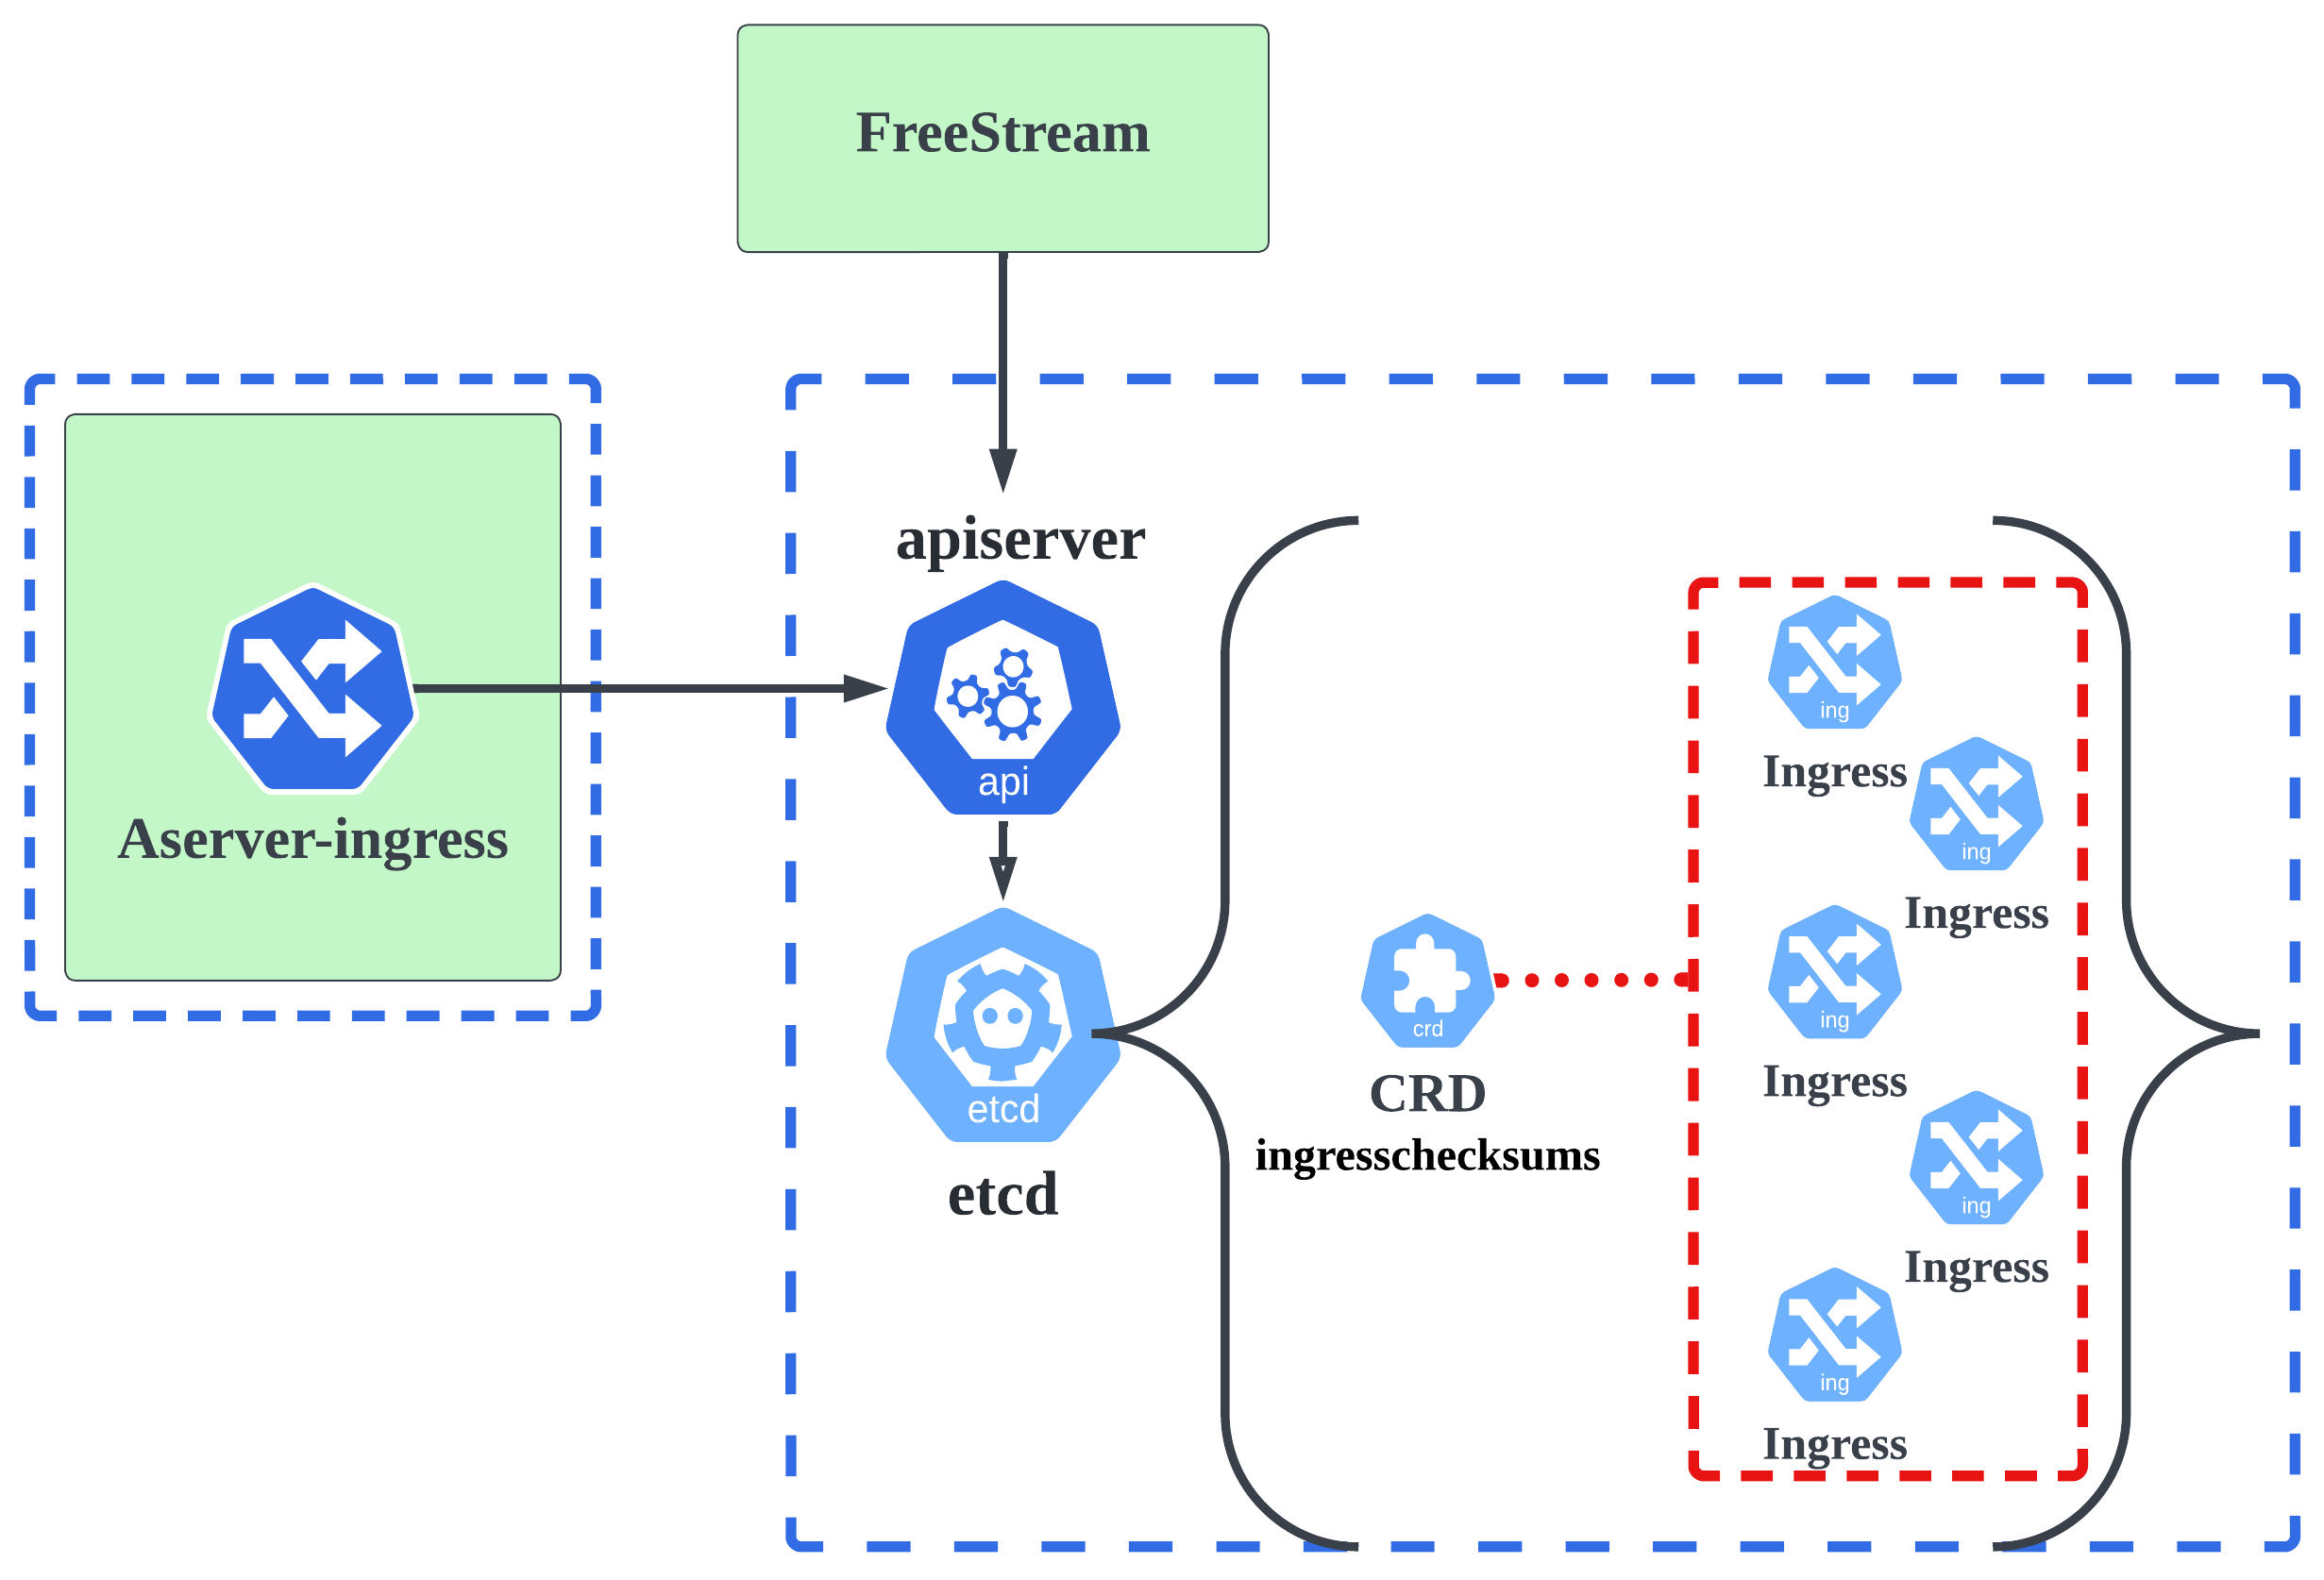 FreeStream
apiserver
api
Aserver-ingress
etcd
etcd
crd
CRD
ingresschecksums
ing
Ingress
ing
Ingress
ing
Ingress
ing
Ingress
ing
Ingress